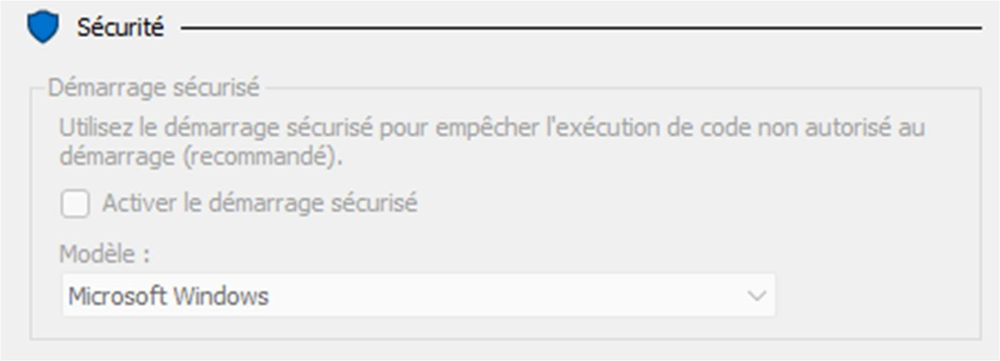 Sécurité
Démarrage sécurisé
Utilisez le démarrage sécurisé pour empêcher l'exécution de code non autorisé au
démarrage (recommandé).
Activer le démarrage sécurisé
Modèle :
Microsoft Windows